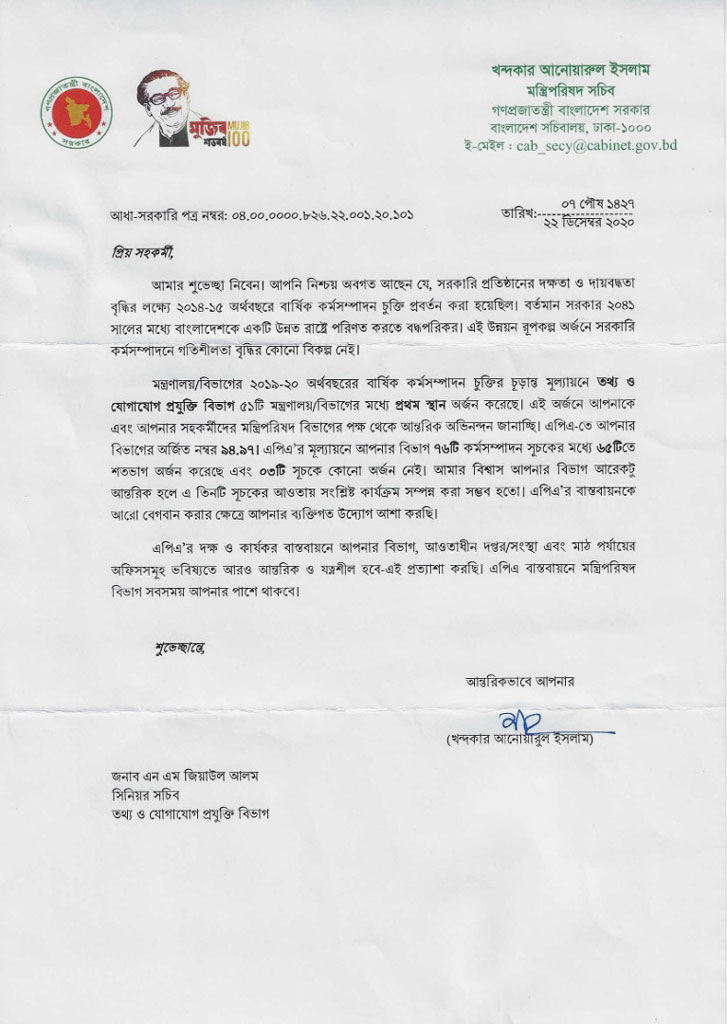 গণপ্রজাতন্ত্রী বাংলাদেশ
সরকার
মুজিব MUJIB
শতবর্ষ 100
খন্দকার আনোয়ারুল ইসলাম
মন্ত্রিপরিষদ সচিব
গণপ্রজাতন্ত্রী বাংলাদেশ সরকার
বাংলাদেশ সচিবালয়, ঢাকা-১০০০
ই-মেইল : cab_secy@cabinet.gov.bd
আধা-সরকারি পত্র নম্বর: ০৪.০০.০০০০.৮২৬.২২.০০১.২০.১০১
০৭ পৌষ ১৪২৭
তারিখ:--------------------
২২ ডিসেম্বর ২০২০
প্রিয় সহকর্মী,
আমার শুভেচ্ছা নিবেন। আপনি নিশ্চয় অবগত আছেন যে, সরকারি প্রতিষ্ঠানের দক্ষতা ও দায়বদ্ধতা
বৃদ্ধির লক্ষ্যে ২০১৪-১৫ অর্থবছরে বার্ষিক কর্মসম্পাদন চুক্তি প্রবর্তন করা হয়েছিল। বর্তমান সরকার ২০৪১
সালের মধ্যে বাংলাদেশকে একটি উন্নত রাষ্ট্রে পরিণত করতে বদ্ধপরিকর। এই উন্নয়ন রূপকল্প অর্জনে সরকারি
কর্মসম্পাদনে গতিশীলতা বৃদ্ধির কোনো বিকল্প নেই।
মন্ত্রণালয়/বিভাগের ২০১৯-২০ অর্থবছরের বার্ষিক কর্মসম্পাদন চুক্তির চূড়ান্ত মূল্যায়নে তথ্য ও
যোগাযোগ প্রযুক্তি বিভাগ ৫১টি মন্ত্রণালয়/বিভাগের মধ্যে প্রথম স্থান অর্জন করেছে। এই অর্জনে আপনাকে
এবং আপনার সহকর্মীদের মন্ত্রিপরিষদ বিভাগের পক্ষ থেকে আন্তরিক অভিনন্দন জানাচ্ছি। এপিএ-তে আপনার
বিভাগের অর্জিত নম্বর ৯৪.৯৭। এপিএ’র মূল্যায়নে আপনার বিভাগ ৭৬টি কর্মসম্পাদন সূচকের মধ্যে ৬৫টিতে
শতভাগ অর্জন করেছে এবং ০৩টি সূচকে কোনো অর্জন নেই। আমার বিশ্বাস আপনার বিভাগ আরেকটু
আন্তরিক হলে এ তিনটি সূচকের আওতায় সংশ্লিষ্ট কার্যক্রম সম্পন্ন করা সম্ভব হতো। এপিএ’র বাস্তবায়নকে
আরো বেগবান করার ক্ষেত্রে আপনার ব্যক্তিগত উদ্যোগ আশা করছি।
এপিএ’র দক্ষ ও কার্যকর বাস্তবায়নে আপনার বিভাগ, আওতাধীন দপ্তর/সংস্থা এবং মাঠ পর্যায়ের
অফিসসমূহ ভবিষ্যতে আরও আন্তরিক ও যত্নশীল হবে-এই প্রত্যাশা করছি। এপিএ বাস্তবায়নে মন্ত্রিপরিষদ
বিভাগ সবসময় আপনার পাশে থাকবে।
শুভেচ্ছান্তে,
আন্তরিকভাবে আপনার
(খন্দকার আনোয়ারুল ইসলাম)
জনাব এন এম জিয়াউল আলম
সিনিয়র সচিব
তথ্য ও যোগাযোগ প্রযুক্তি বিভাগ